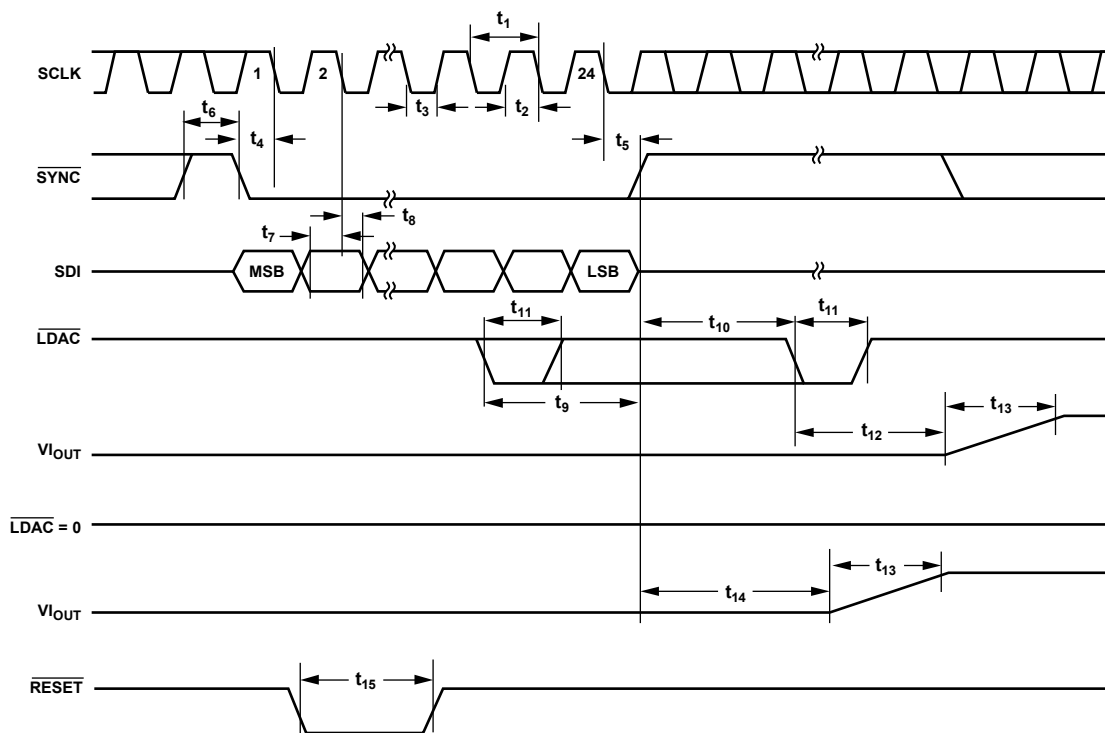 t₁
SCLK
1
2
24
t₃
t₂
t₆
t₄
t₅
SYNC
t₈
t₇
SDI
MSB
LSB
t₁₁
t₁₀
t₁₁
LDAC
t₉
t₁₃
t₁₂
VIOUT
LDAC = 0
t₁₃
t₁₄
VIOUT
t₁₅
RESET